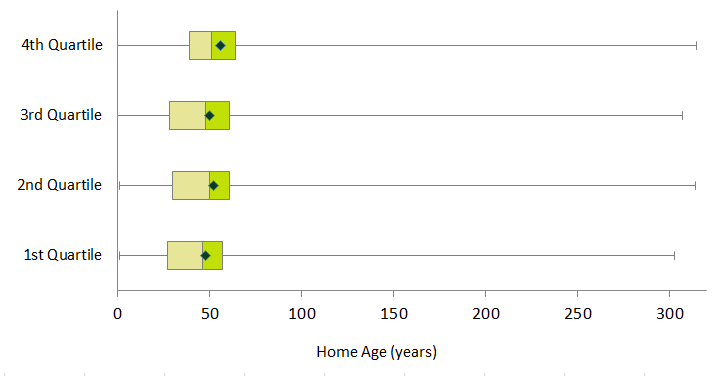 4th Quartile
3rd Quartile
2nd Quartile
1st Quartile
0 50 100 150 200 250 300
Home Age (years)